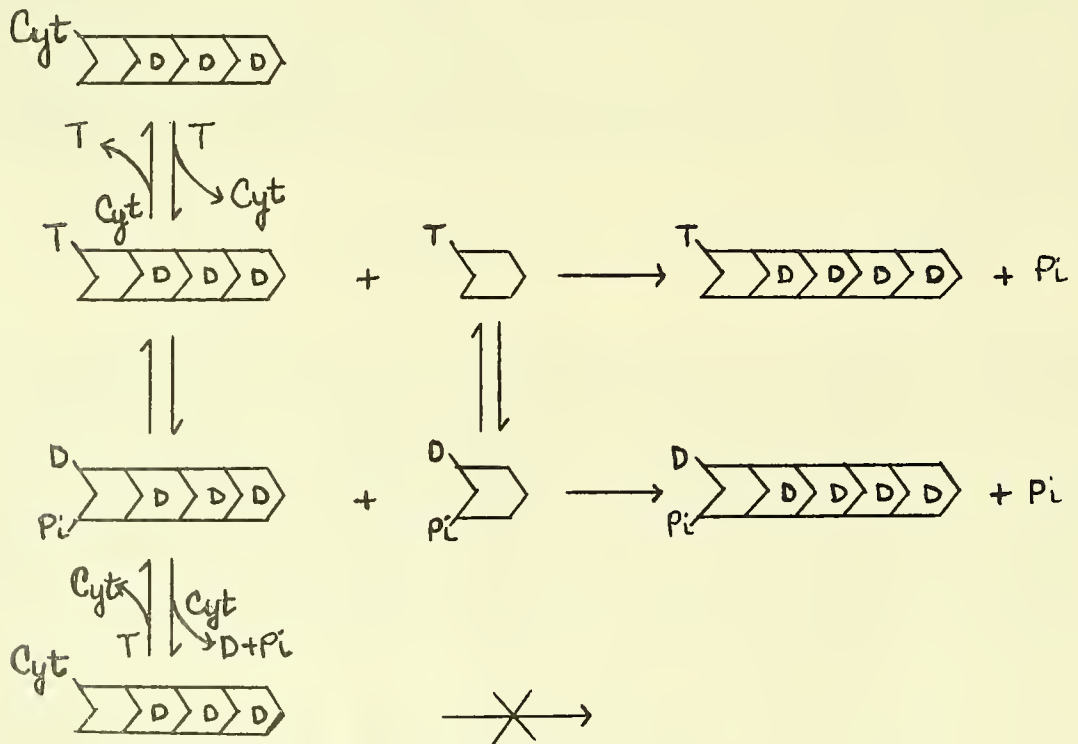 Cyt D D D
T T
Cyt Cyt
T D D D + T T D D D D + Pi
D D D D + D D D D D D + Pi
Pi Pi Pi
Cyt Cyt
T D+Pi
Cyt D D D